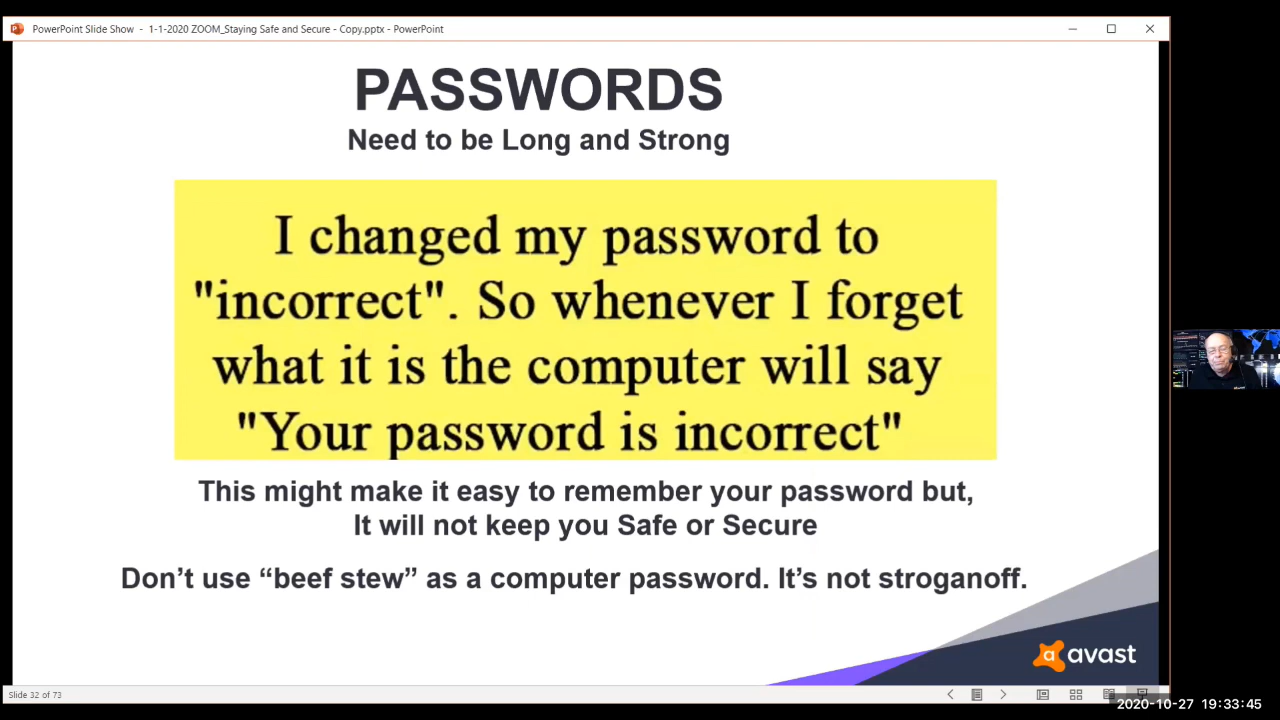 PowerPoint Slide Show - 1-1-2020 ZOOM_Staying Safe and Secure - Copy.pptx - PowerPoint
PASSWORDS
Need to be Long and Strong
I changed my password to
"incorrect". So whenever I forget
what it is the computer will say
"Your password is incorrect"
This might make it easy to remember your password but,
It will not keep you Safe or Secure
Don’t use “beef stew” as a computer password. It’s not stroganoff.
avast
Slide 32 of 73
2020-10-27 19:33:45